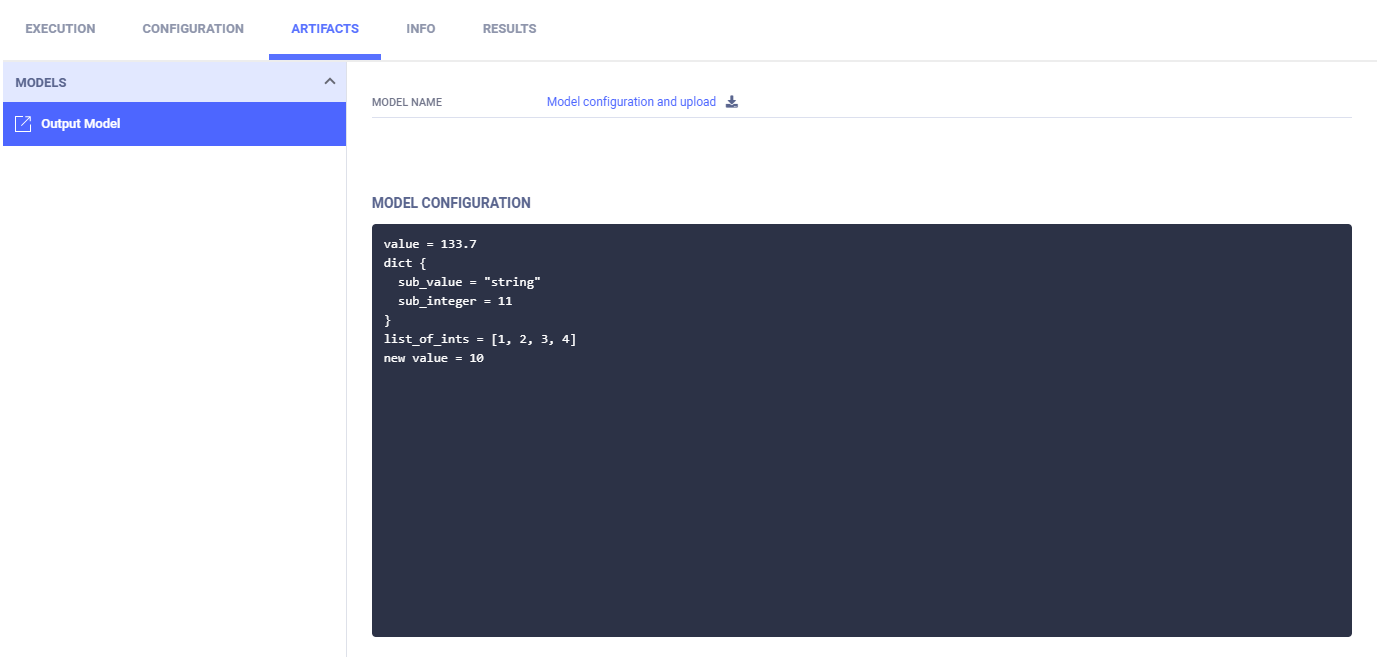 EXECUTION CONFIGURATION ARTIFACTS INFO RESULTS
MODELS
Output Model
MODEL NAME Model configuration and upload
MODEL CONFIGURATION
value = 133.7
dict {
  sub_value = "string"
  sub_integer = 11
}
list_of_ints = [1, 2, 3, 4]
new value = 10